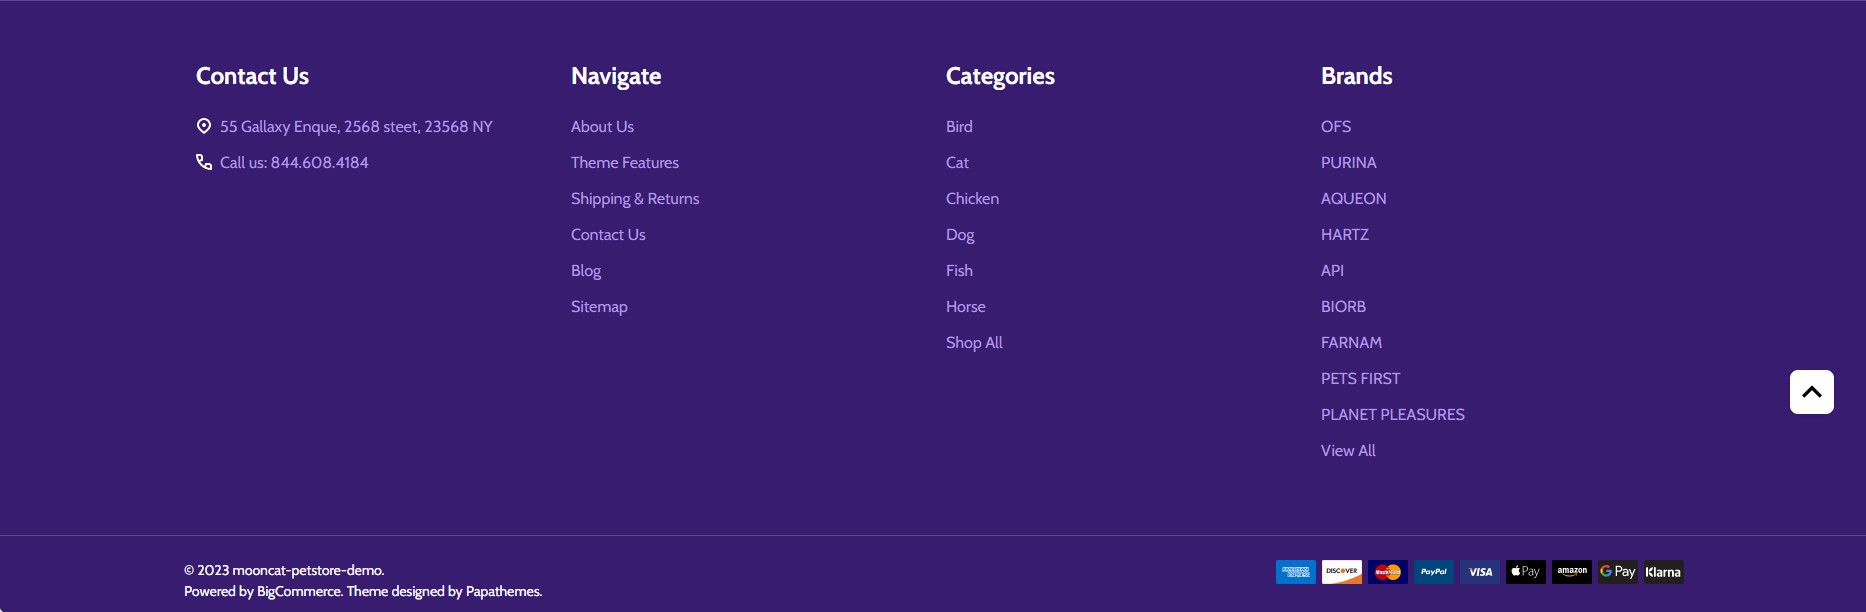 Contact Us
55 Gallaxy Enque, 2568 steet, 23568 NY
Call us: 844.608.4184
Navigate
About Us
Theme Features
Shipping & Returns
Contact Us
Blog
Sitemap
Categories
Bird
Cat
Chicken
Dog
Fish
Horse
Shop All
Brands
OFS
PURINA
AQUEON
HARTZ
API
BIORB
FARNAM
PETS FIRST
PLANET PLEASURES
View All
© 2023 mooncat-petstore-demo.
Powered by BigCommerce. Theme designed by Papathemes.
AMERICAN EXPRESS
DISCOVER
MasterCard
PayPal
VISA
Pay
amazon
G Pay
Klarna